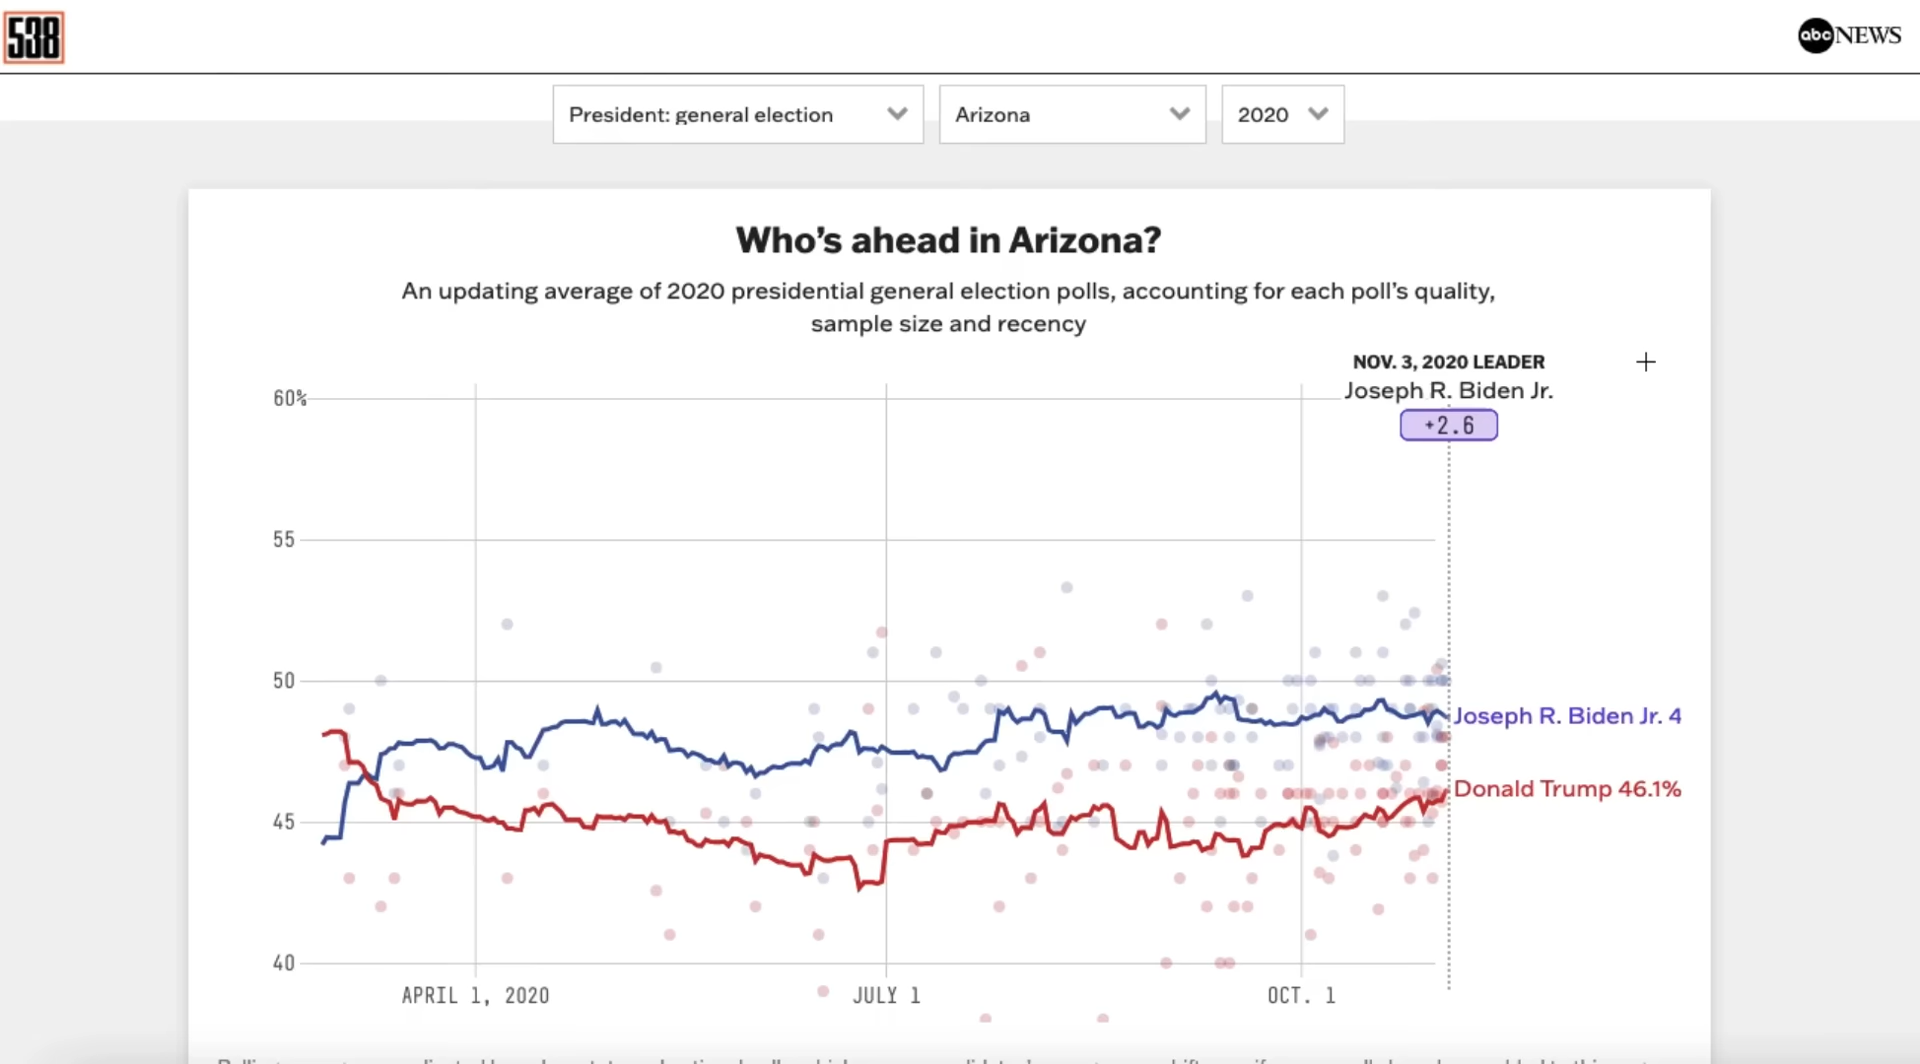 538
abc NEWS
President: general election
Arizona
2020
Who's ahead in Arizona?
An updating average of 2020 presidential general election polls, accounting for each poll's quality,
sample size and recency
NOV. 3, 2020 LEADER
Joseph R. Biden Jr.
+2.6
60%
55
50
45
40
Joseph R. Biden Jr. 4
Donald Trump 46.1%
APRIL 1, 2020
JULY 1
OCT. 1